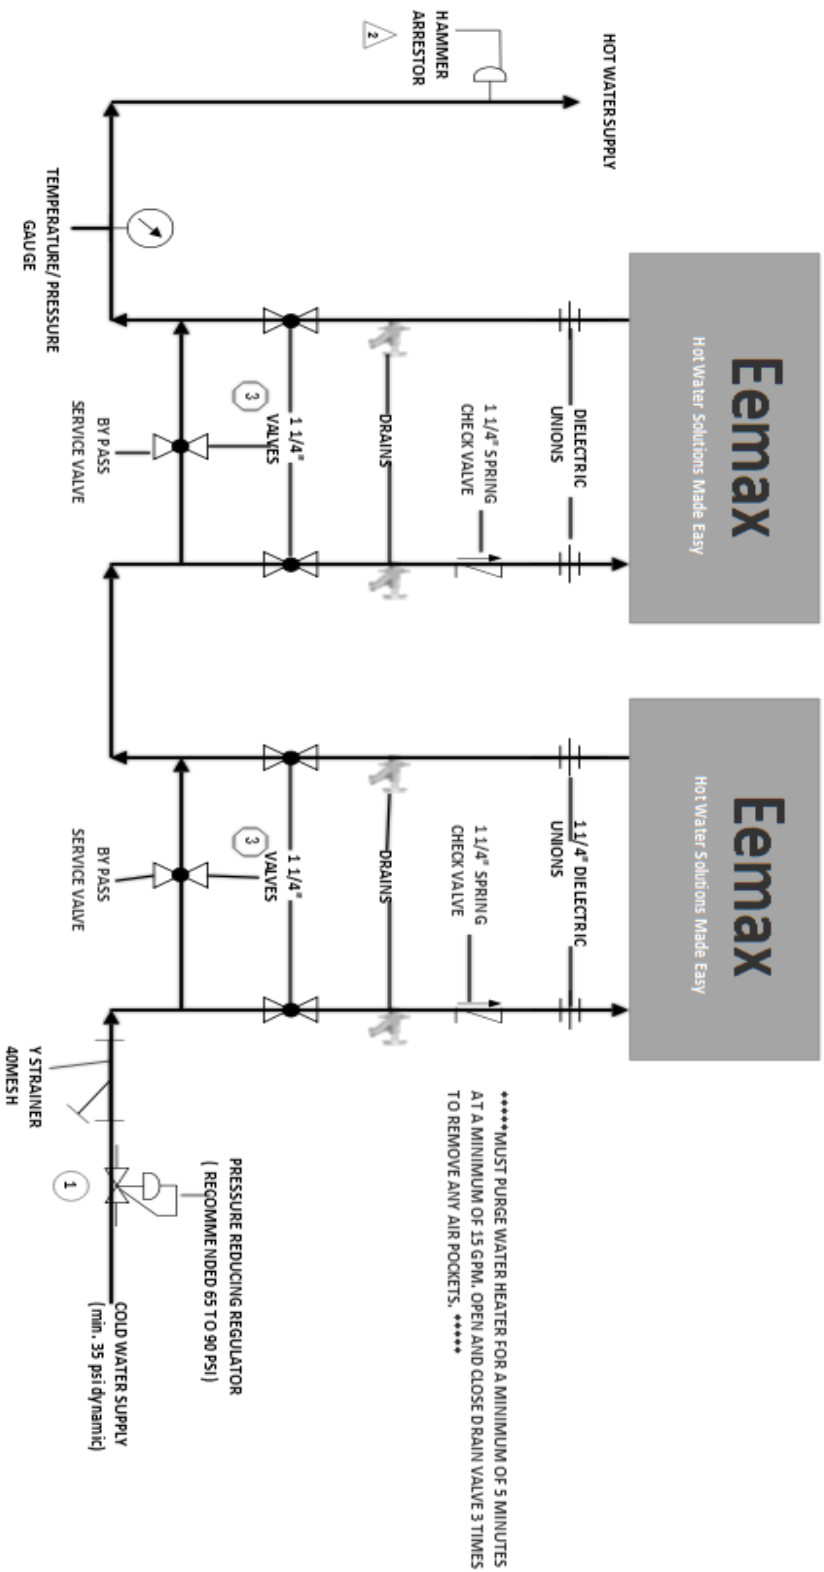 Eemax
Hot Water Solutions Made Easy
Eemax
Hot Water Solutions Made Easy
HOT WATER SUPPLY
HAMMER
ARRESTOR
2
DIELECTRIC
UNIONS
1 1/4" DIELECTRIC
UNIONS
1 1/4" SPRING
CHECK VALVE
1 1/4" SPRING
CHECK VALVE
*****MUST PURGE WATER HEATER FOR A MINIMUM OF 5 MINUTES
AT A MINIMUM OF 15 GPM. OPEN AND CLOSE DRAIN VALVE 3 TIMES
TO REMOVE ANY AIR POCKETS. *****
DRAINS
DRAINS
1 1/4"
VALVES
3
1 1/4"
VALVES
3
PRESSURE REDUCING REGULATOR
( RECOMMENDED 65 TO 90 PSI)
TEMPERATURE/ PRESSURE
GAUGE
BY PASS
SERVICE VALVE
BY PASS
SERVICE VALVE
COLD WATER SUPPLY
(min. 35 psi dynamic)
1
Y STRAINER
40MESH